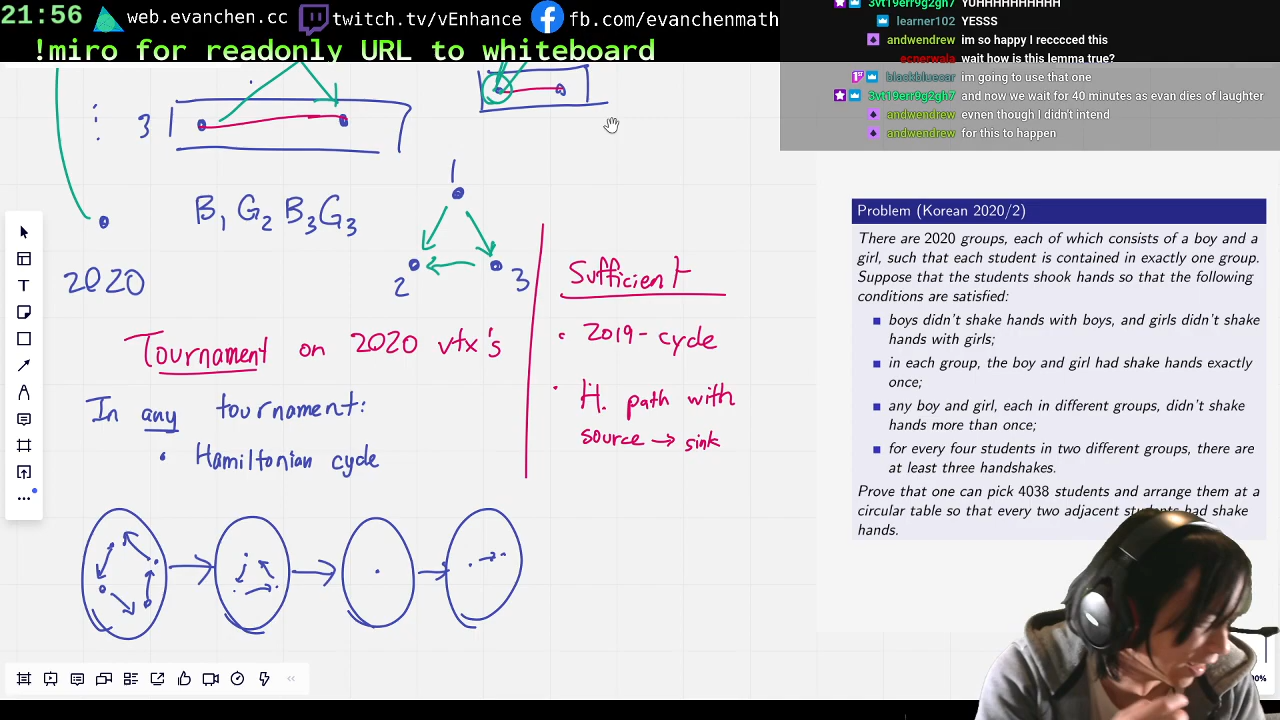 21:56 web.evanchen.cc twitch.tv/vEnhance fb.com/evanchenmath
!miro for readonly URL to whiteboard
3vt19err9g2gh7 YUHHHHHHHHHH
learner102 YESSS
andwendrew im so happy I recccced this
ecnerwala wait how is this lemma true?
1st blackbluecar im going to use that one
3vt19err9g2gh7 and now we wait for 40 minutes as evan dies of laughter
andwendrew evnen though I didn't intend
andwendrew for this to happen
3
B1 G2 B3 G3
2020
1
2 3
Tournament on 2020 vtx's
In any tournament:
• Hamiltonian cycle
Sufficient
• 2019-cycle
• H. path with
source → sink
Problem (Korean 2020/2)
There are 2020 groups, each of which consists of a boy and a
girl, such that each student is contained in exactly one group.
Suppose that the students shook hands so that the following
conditions are satisfied:
boys didn't shake hands with boys, and girls didn't shake
hands with girls;
in each group, the boy and girl had shake hands exactly
once;
any boy and girl, each in different groups, didn't shake
hands more than once;
for every four students in two different groups, there are
at least three handshakes.
Prove that one can pick 4038 students and arrange them at a
circular table so that every two adjacent students had shake
hands.